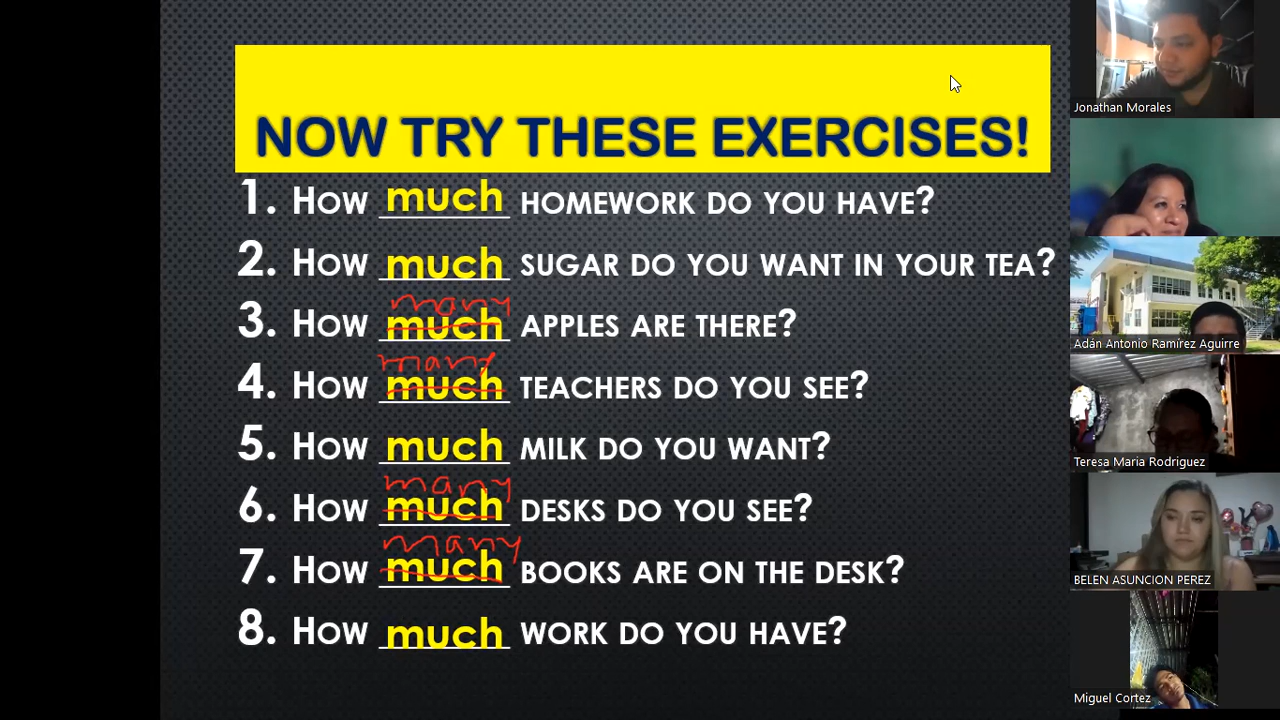 NOW TRY THESE EXERCISES!
1. HOW much HOMEWORK DO YOU HAVE?
2. HOW much SUGAR DO YOU WANT IN YOUR TEA?
many
3. HOW much APPLES ARE THERE?
many
4. HOW much TEACHERS DO YOU SEE?
5. HOW much MILK DO YOU WANT?
many
6. HOW much DESKS DO YOU SEE?
many
7. HOW much BOOKS ARE ON THE DESK?
8. HOW much WORK DO YOU HAVE?
Jonathan Morales
Adán Antonio Ramírez Aguirre
Teresa Maria Rodriguez
BELEN ASUNCION PEREZ
Miguel Cortez